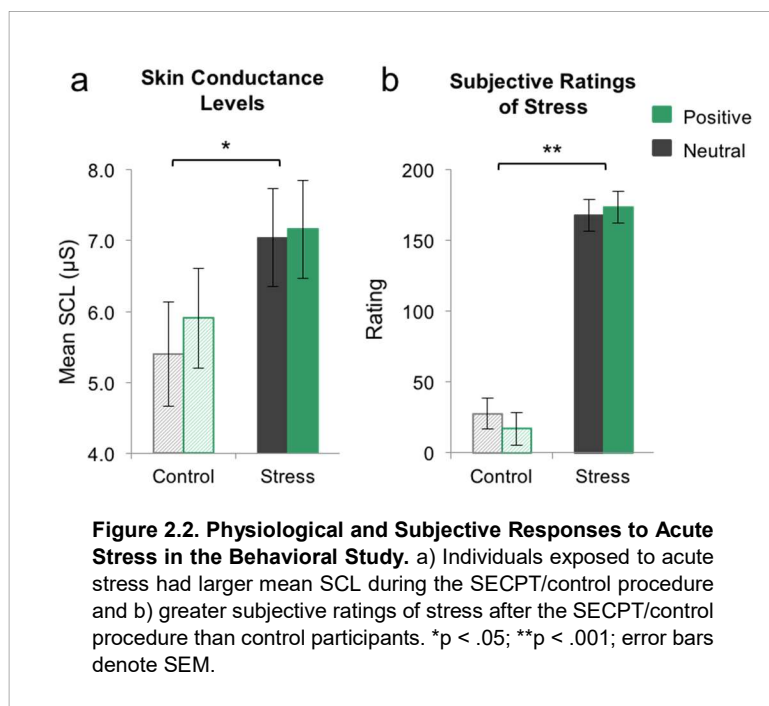 a
Skin Conductance
Levels
*
Mean SCL (µS)
8.0
7.0
6.0
5.0
4.0
Control
Stress
b
Subjective Ratings
of Stress
Positive
Neutral
**
Rating
200
150
100
50
0
Control
Stress
Figure 2.2. Physiological and Subjective Responses to Acute
Stress in the Behavioral Study. a) Individuals exposed to acute
stress had larger mean SCL during the SECPT/control procedure
and b) greater subjective ratings of stress after the SECPT/control
procedure than control participants. *p < .05; **p < .001; error bars
denote SEM.